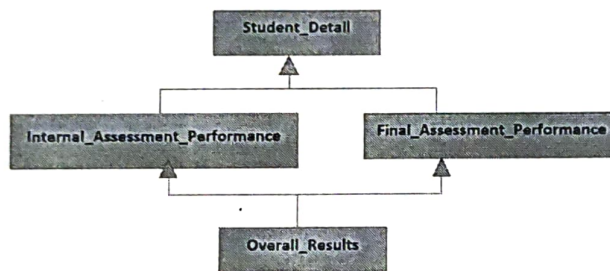 Student_Detail
Internal_Assessment_Performance
Final_Assessment_Performance
Overall_Results